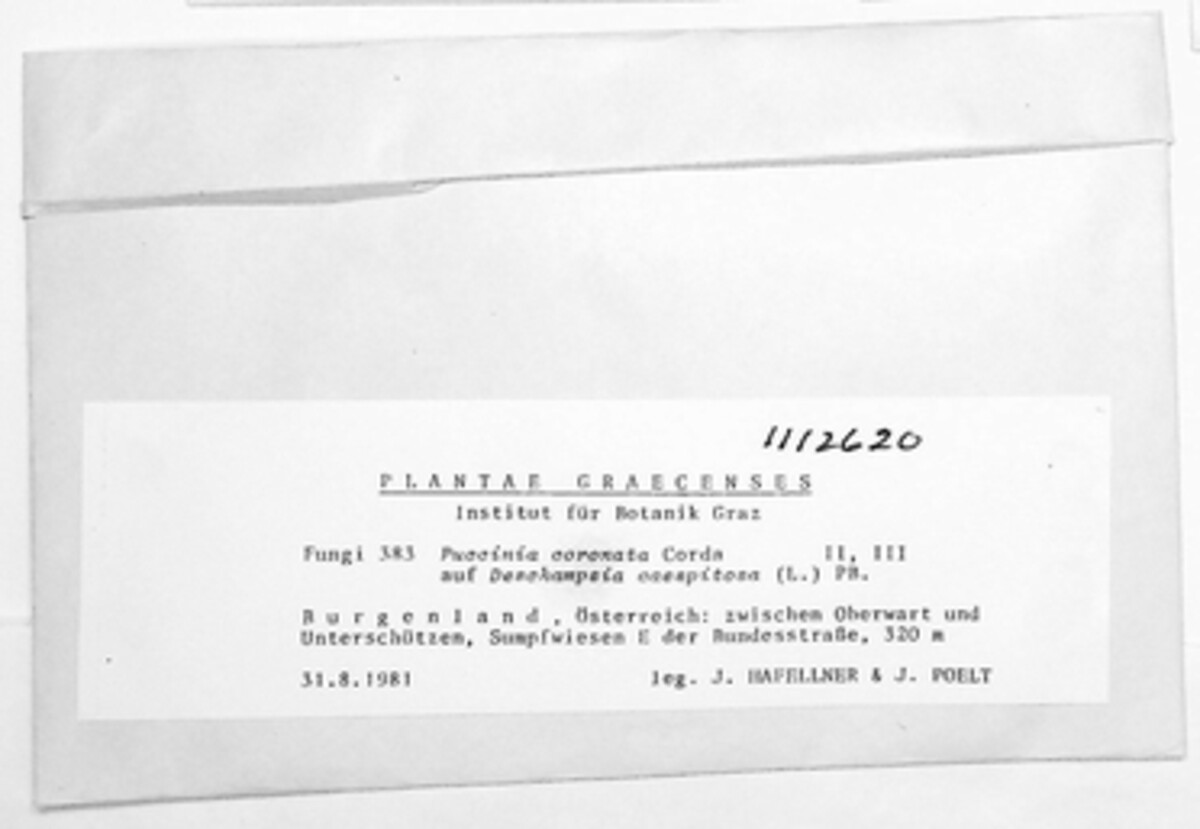 1112620
PLANTAE GRAECENSES
Institut für Botanik Graz
Fungi 383 Puccinia coronata Corda II, III
auf Deschampsia caespitosa (L.) PB.
Burgenland, Österreich: zwischen Oberwart und
Unterschützen, Sumpfwiesen E der Bundesstraße, 320 m
31.8.1981 leg. J. HAFELLNER & J. POELT